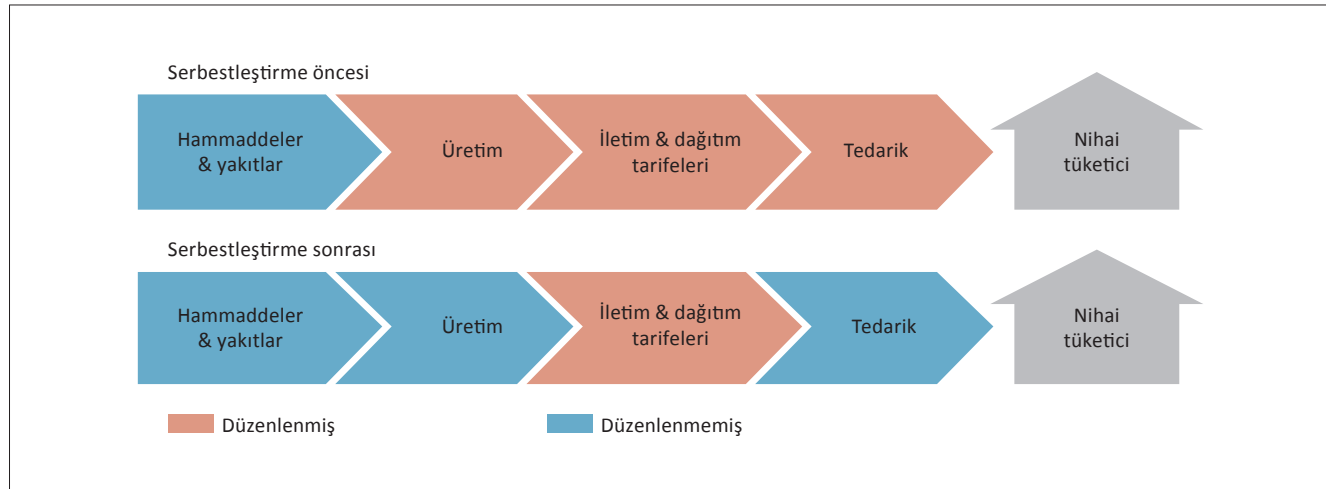 Serbestleştirme öncesi
Hammaddeler
& yakıtlar
Üretim
İletim & dağıtım
tarifeleri
Tedarik
Nihai
tüketici
Serbestleştirme sonrası
Hammaddeler
& yakıtlar
Üretim
İletim & dağıtım
tarifeleri
Tedarik
Nihai
tüketici
Düzenlenmiş
Düzenlenmemiş